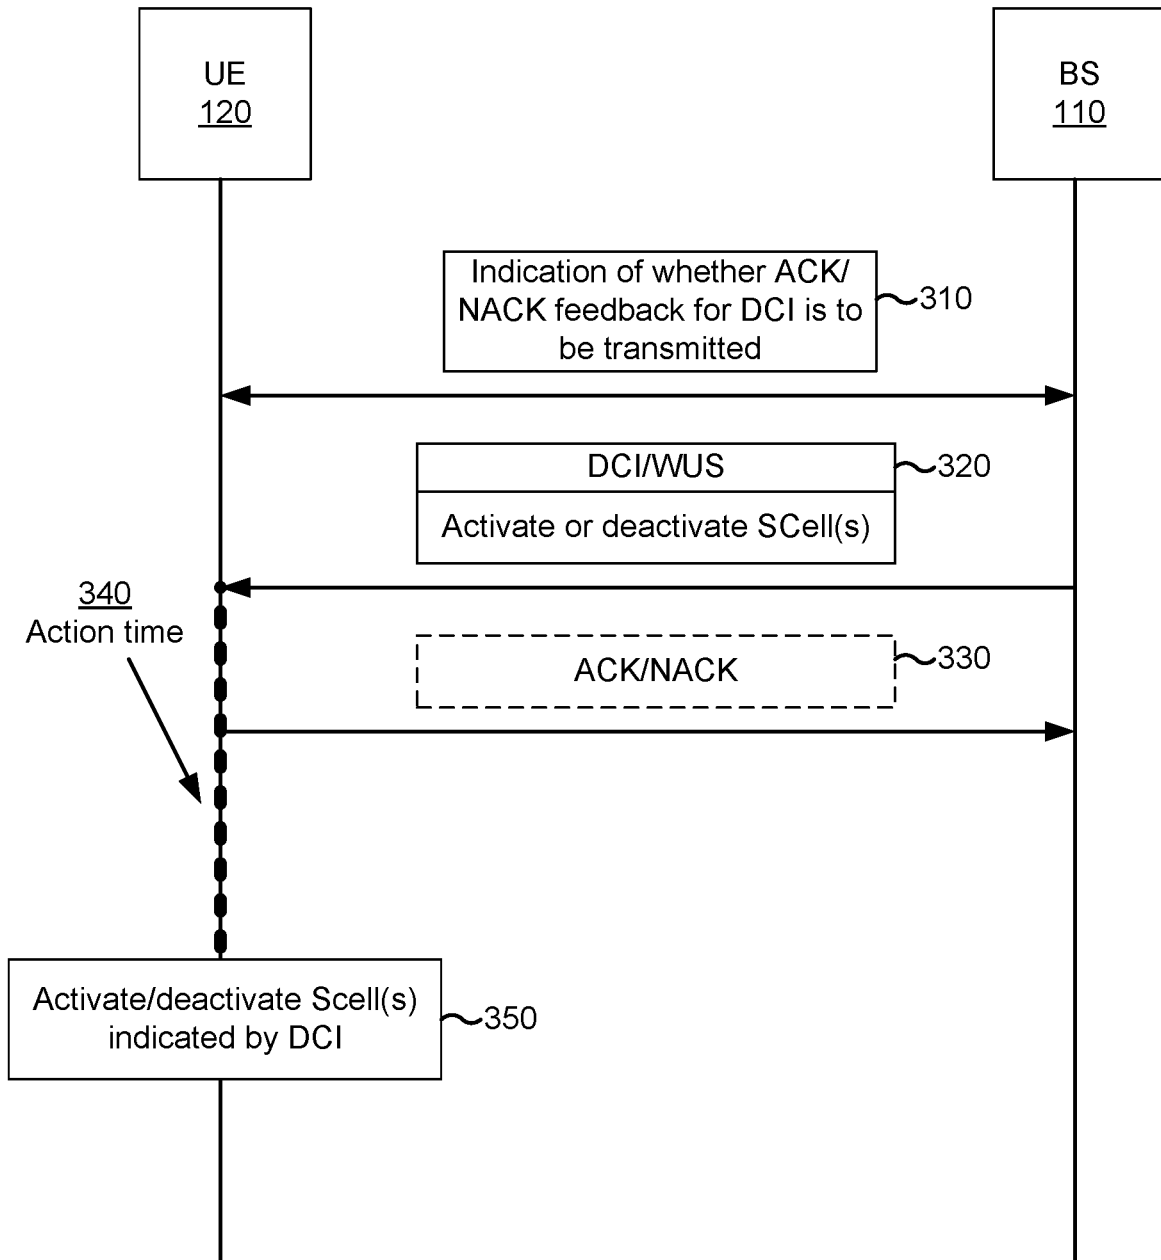 UE
120
BS
110
Indication of whether ACK/
NACK feedback for DCI is to
be transmitted
310
DCI/WUS
320
Activate or deactivate SCell(s)
340
Action time
ACK/NACK
330
Activate/deactivate Scell(s)
indicated by DCI
350